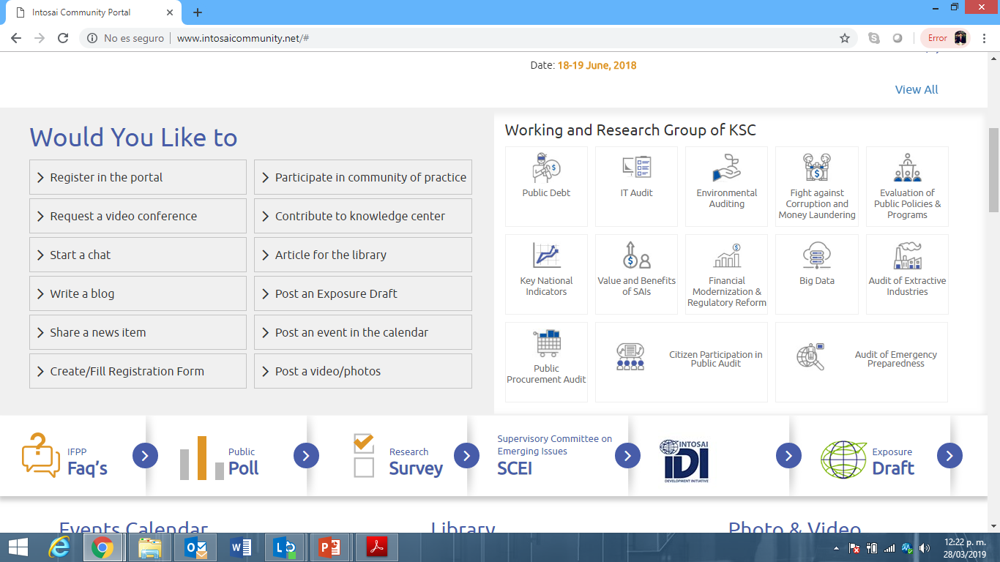 Intosai Community Portal
No es seguro
www.intosaicommunity.net/#
Error
Date: 18-19 June, 2018
View All
Would You Like to
Register in the portal
Participate in community of practice
Request a video conference
Contribute to knowledge center
Start a chat
Article for the library
Write a blog
Post an Exposure Draft
Share a news item
Post an event in the calendar
Create/Fill Registration Form
Post a video/photos
Working and Research Group of KSC
Public Debt
IT Audit
Environmental
Auditing
Fight against
Corruption and
Money Laundering
Evaluation of
Public Policies &
Programs
Key National
Indicators
Value and Benefits
of SAIs
Financial
Modernization &
Regulatory Reform
Big Data
Audit of Extractive
Industries
Public
Procurement Audit
Citizen Participation in
Public Audit
Audit of Emergency
Preparedness
IFPP
Faq's
Public
Poll
Research
Survey
Supervisory Committee on
Emerging Issues
SCEI
INTOSAI
IDI
DEVELOPMENT INITIATIVE
Exposure
Draft
Events Calendar
Library
Photo & Video
12:22 p. m.
28/03/2019